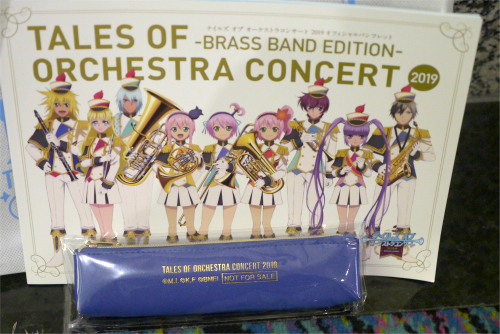 テイルズ オブ オーケストラコンサート 2019 オフィシャルパンフレット
TALES OF -BRASS BAND EDITION-
ORCHESTRA CONCERT 2019
TALES OF ORCHESTRA CONCERT 2019
©M.I. ©K.F ©BNEI NOT FOR SALE